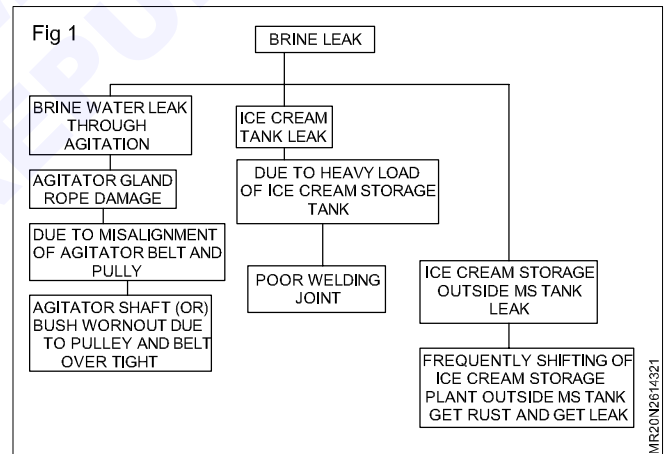 Fig 1
BRINE LEAK
BRINE WATER LEAK
THROUGH
AGITATION
AGITATOR GLAND
ROPE DAMAGE
DUE TO MISALIGNMENT
OF AGITATOR BELT AND
PULLY
AGITATOR SHAFT (OR)
BUSH WORNOUT DUE
TO PULLEY AND BELT
OVER TIGHT
ICE CREAM
TANK LEAK
DUE TO HEAVY LOAD
OF ICE CREAM STORAGE
TANK
POOR WELDING
JOINT
ICE CREAM STORAGE
OUTSIDE MS TANK
LEAK
FREQUENTLY SHIFTING OF
ICE CREAM STORAGE
PLANT OUTSIDE MS TANK
GET RUST AND GET LEAK
MR20N2614321